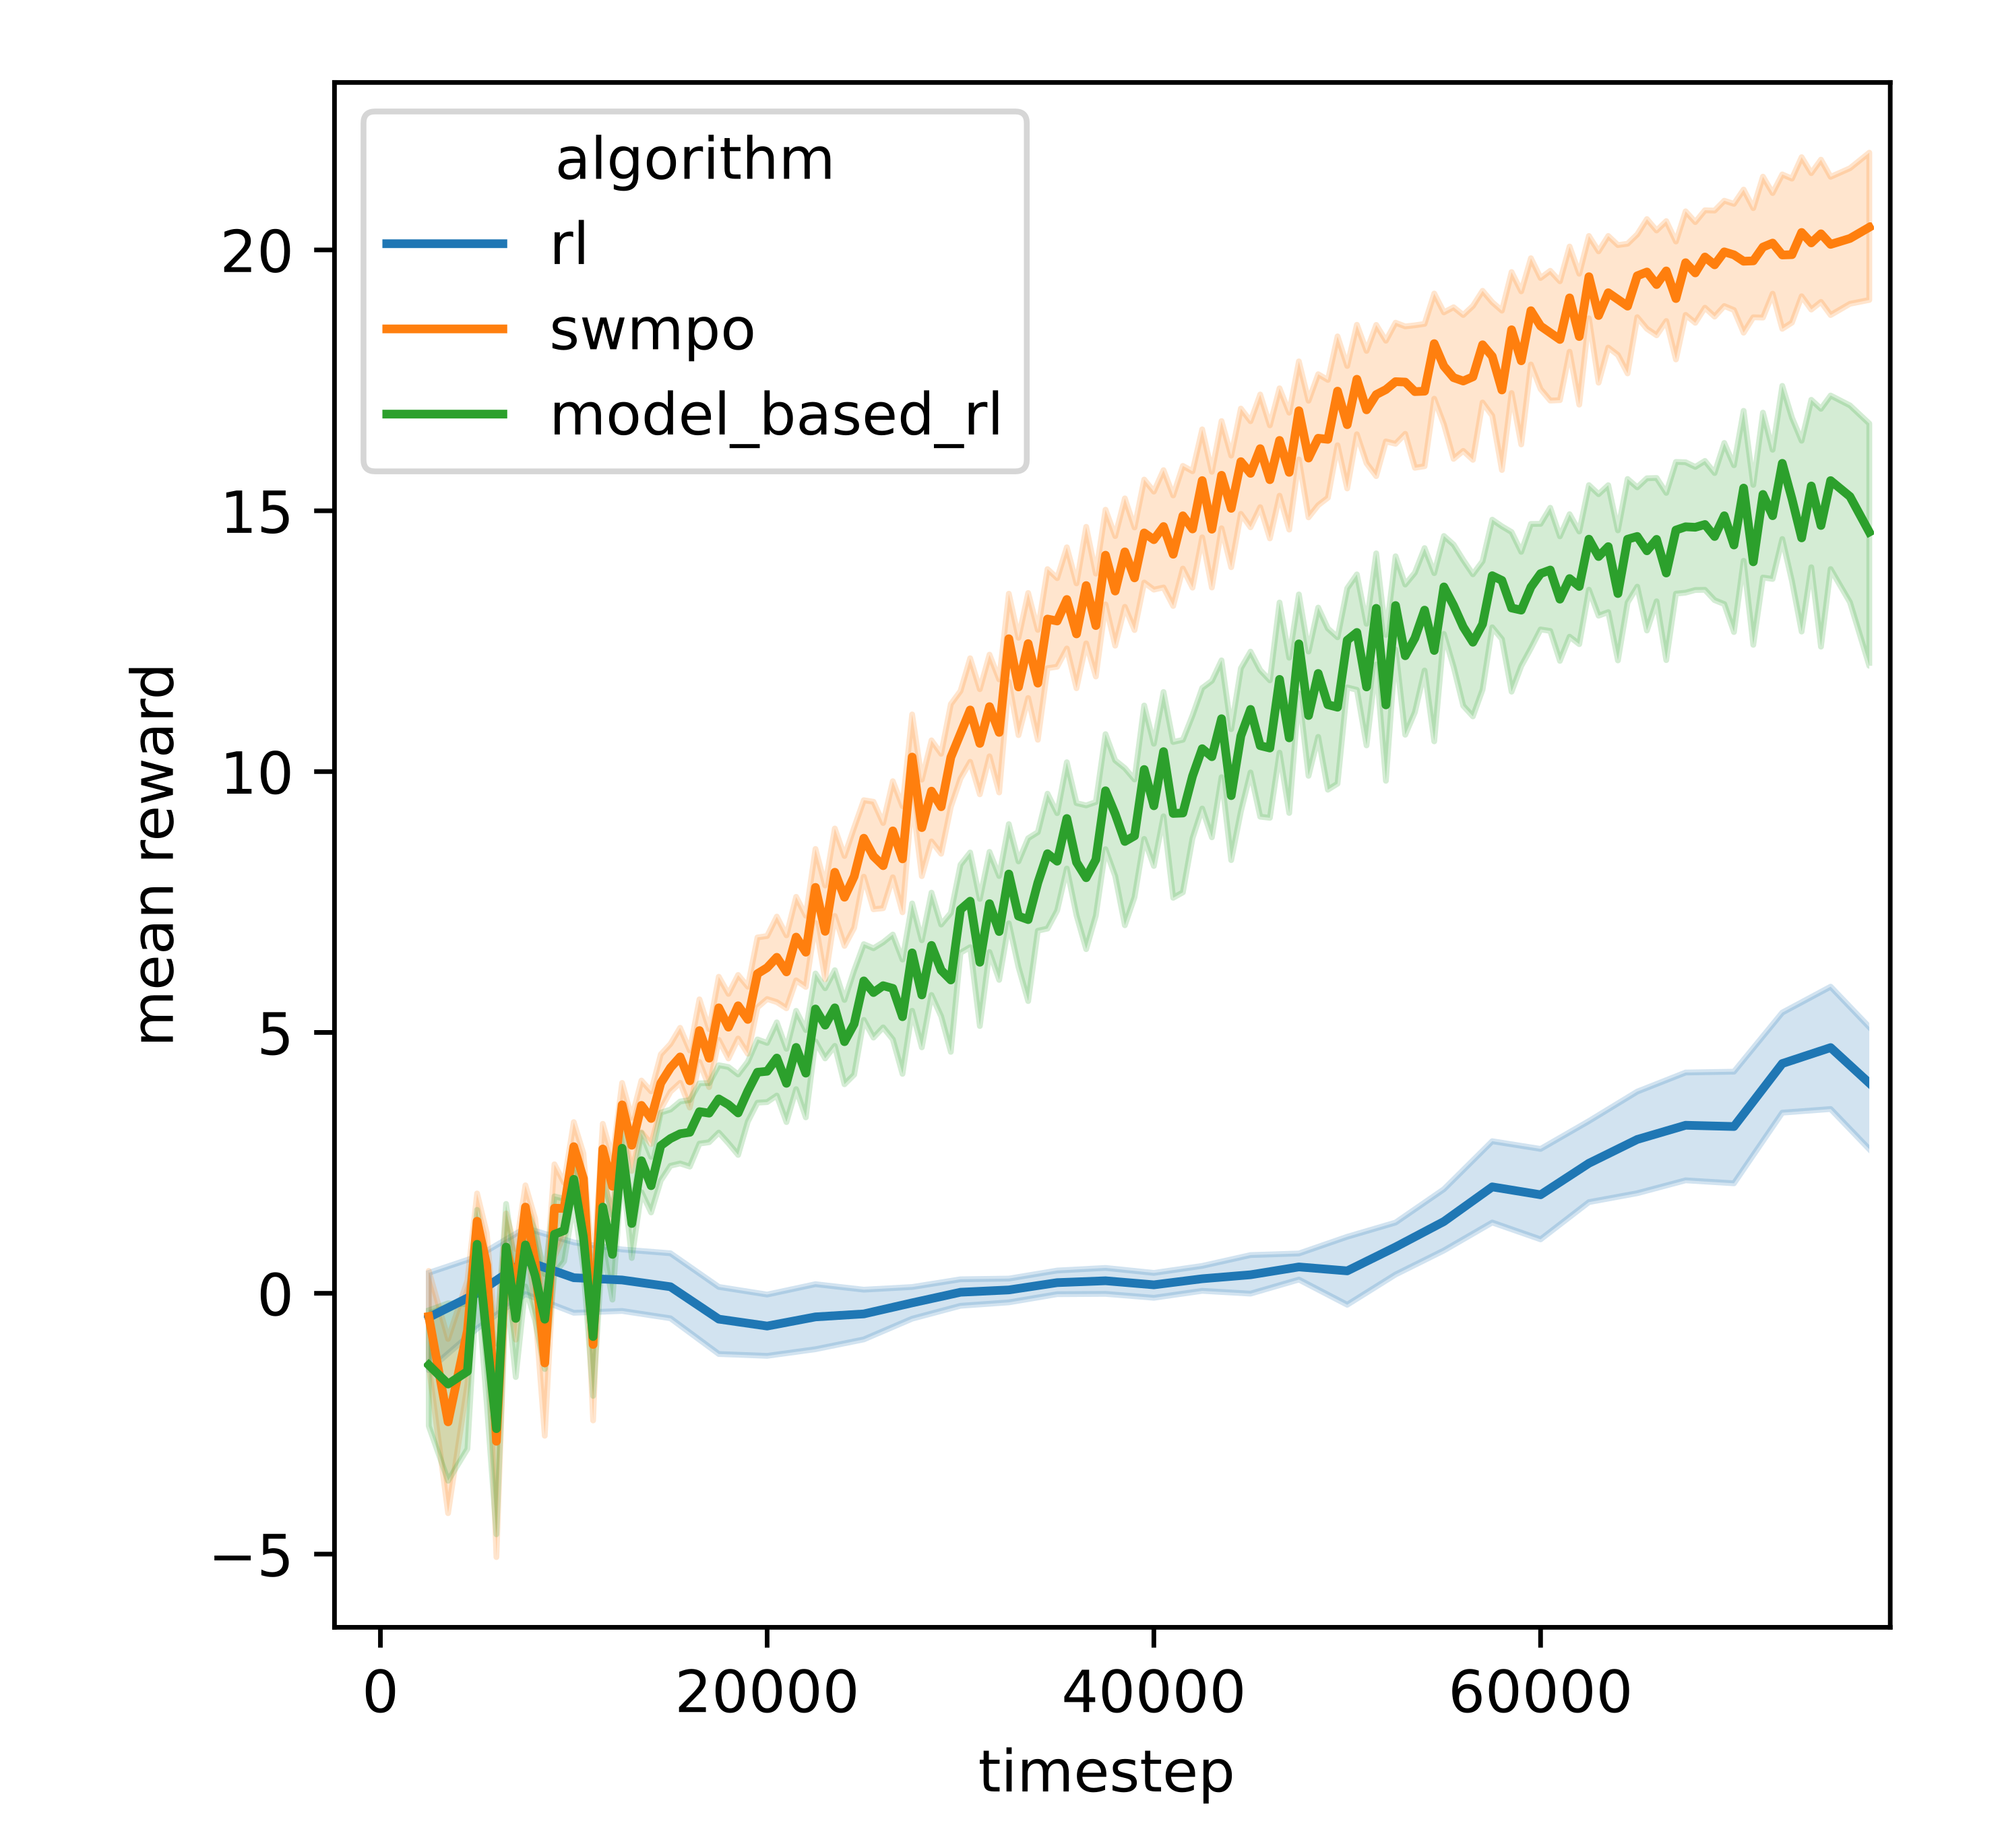 algorithm
rl
swmpo
model_based_rl
mean reward
20
15
10
5
0
−5
0 20000 40000 60000
timestep